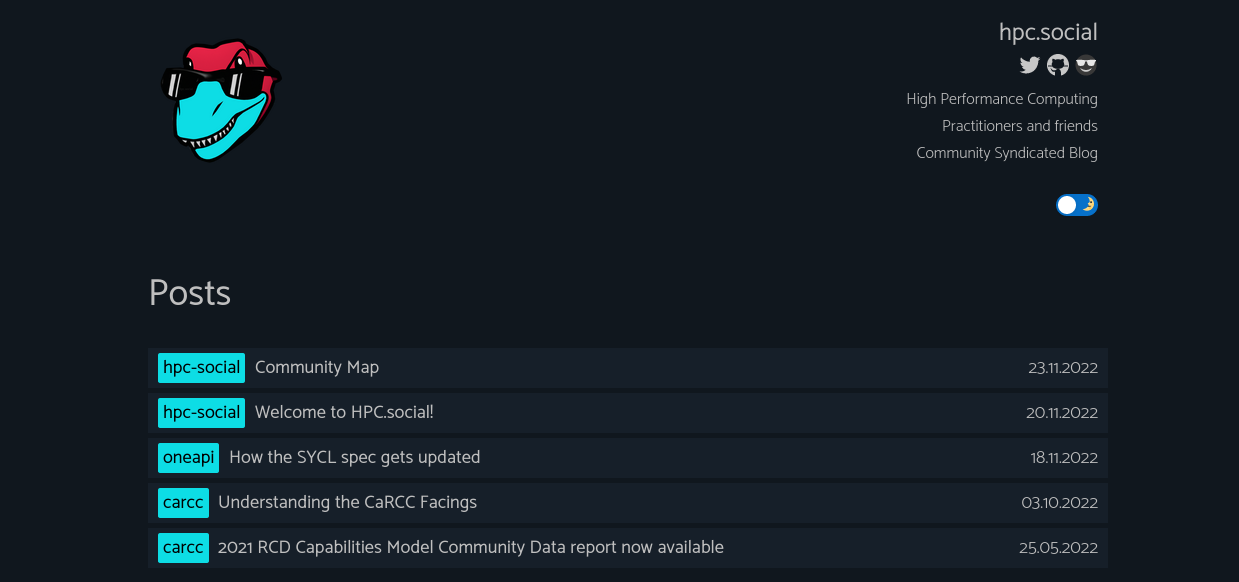 hpc.social
High Performance Computing
Practitioners and friends
Community Syndicated Blog
Posts
hpc-social Community Map 23.11.2022
hpc-social Welcome to HPC.social! 20.11.2022
oneapi How the SYCL spec gets updated 18.11.2022
carcc Understanding the CaRCC Facings 03.10.2022
carcc 2021 RCD Capabilities Model Community Data report now available 25.05.2022